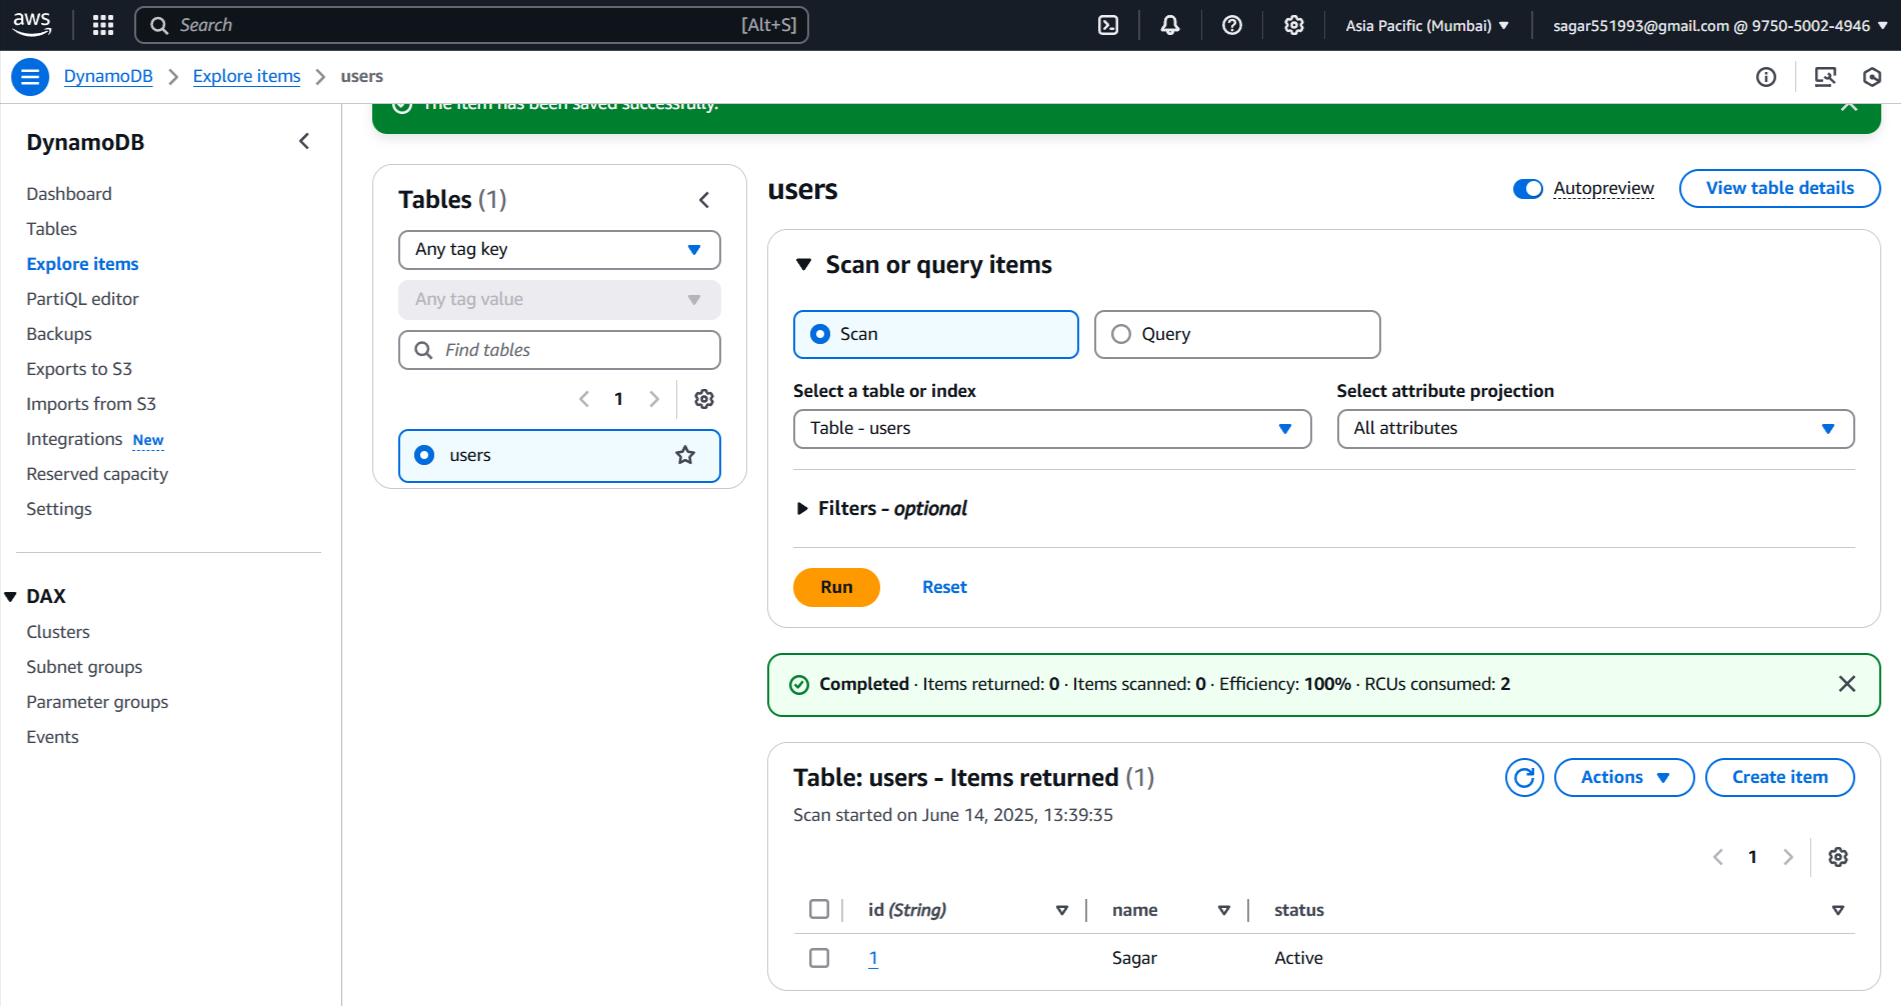 aws
Search [Alt+S]
Asia Pacific (Mumbai)
sagar551993@gmail.com @ 9750-5002-4946
DynamoDB
Explore items
users
The item has been saved successfully.
DynamoDB
Dashboard
Tables
Explore items
PartiQL editor
Backups
Exports to S3
Imports from S3
Integrations New
Reserved capacity
Settings
DAX
Clusters
Subnet groups
Parameter groups
Events
Tables (1)
Any tag key
Any tag value
Find tables
1
users
users
Autopreview
View table details
Scan or query items
Scan
Query
Select a table or index
Table - users
Select attribute projection
All attributes
Filters - optional
Run
Reset
Completed · Items returned: 0 · Items scanned: 0 · Efficiency: 100% · RCUs consumed: 2
Table: users - Items returned (1)
Scan started on June 14, 2025, 13:39:35
Actions
Create item
1
id (String) name status
1 Sagar Active